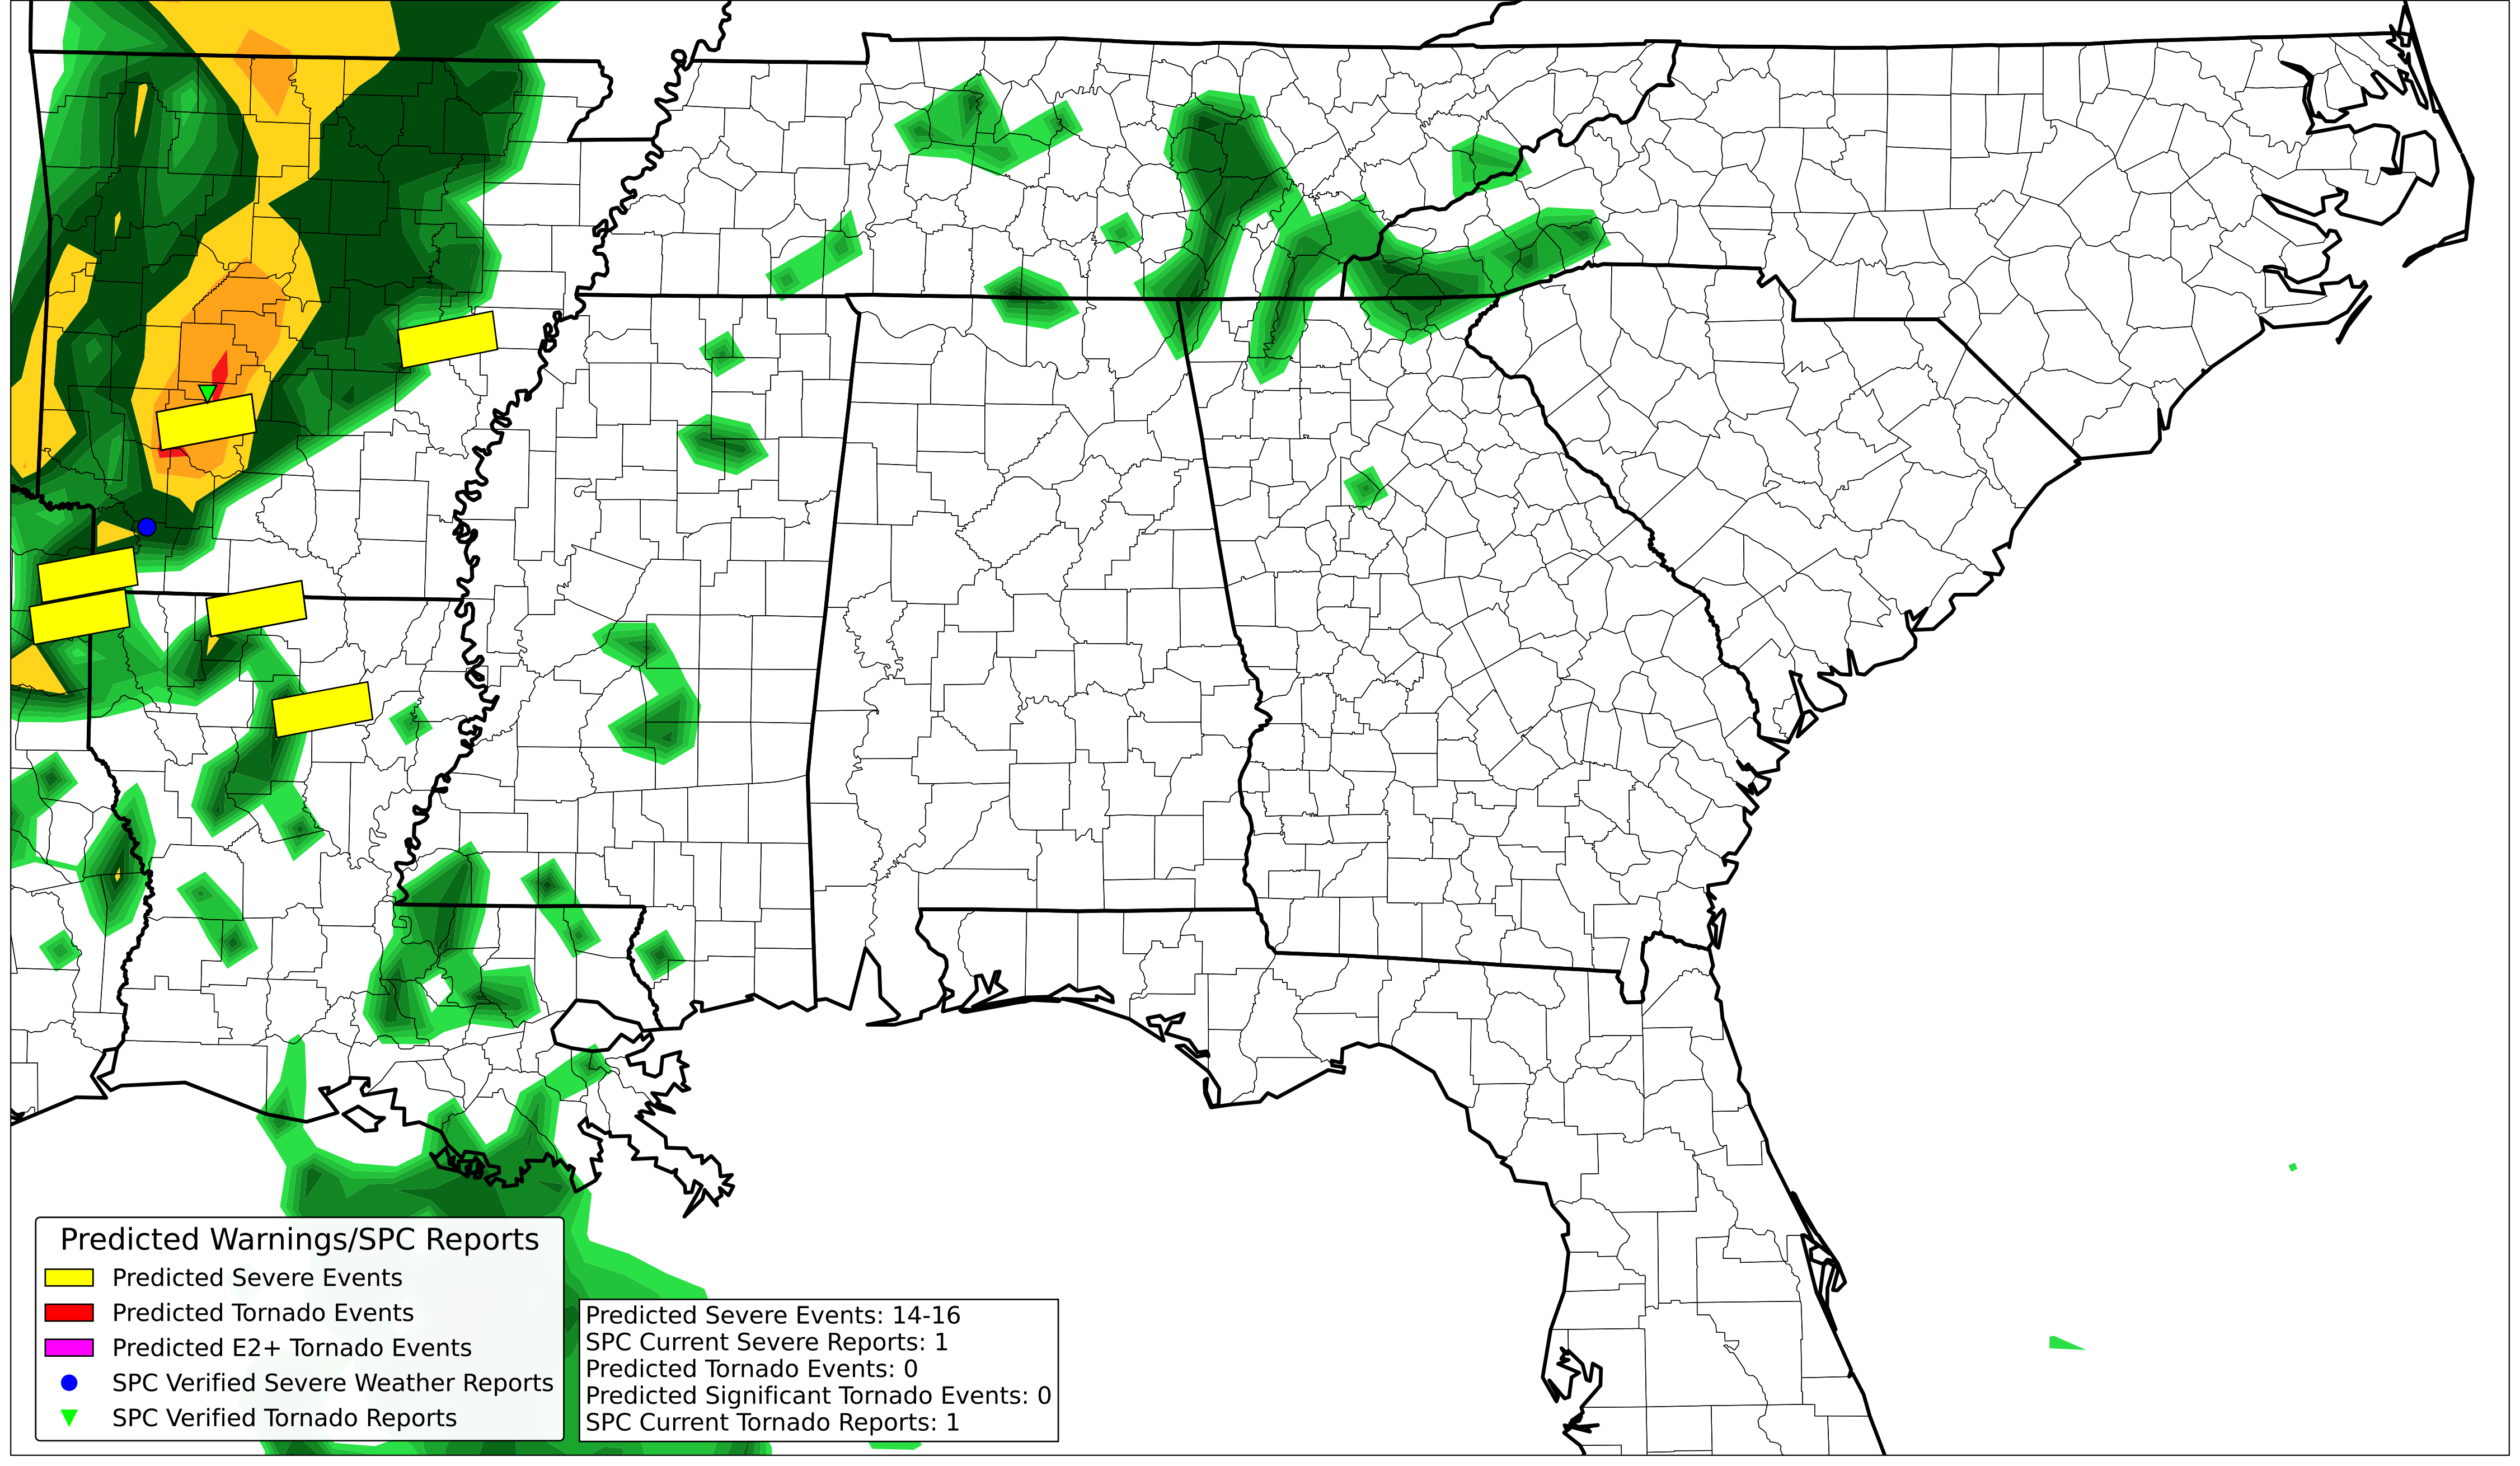 Predicted Warnings/SPC Reports
Predicted Severe Events
Predicted Tornado Events
Predicted E2+ Tornado Events
SPC Verified Severe Weather Reports
SPC Verified Tornado Reports
Predicted Severe Events: 14-16
SPC Current Severe Reports: 1
Predicted Tornado Events: 0
Predicted Significant Tornado Events: 0
SPC Current Tornado Reports: 1